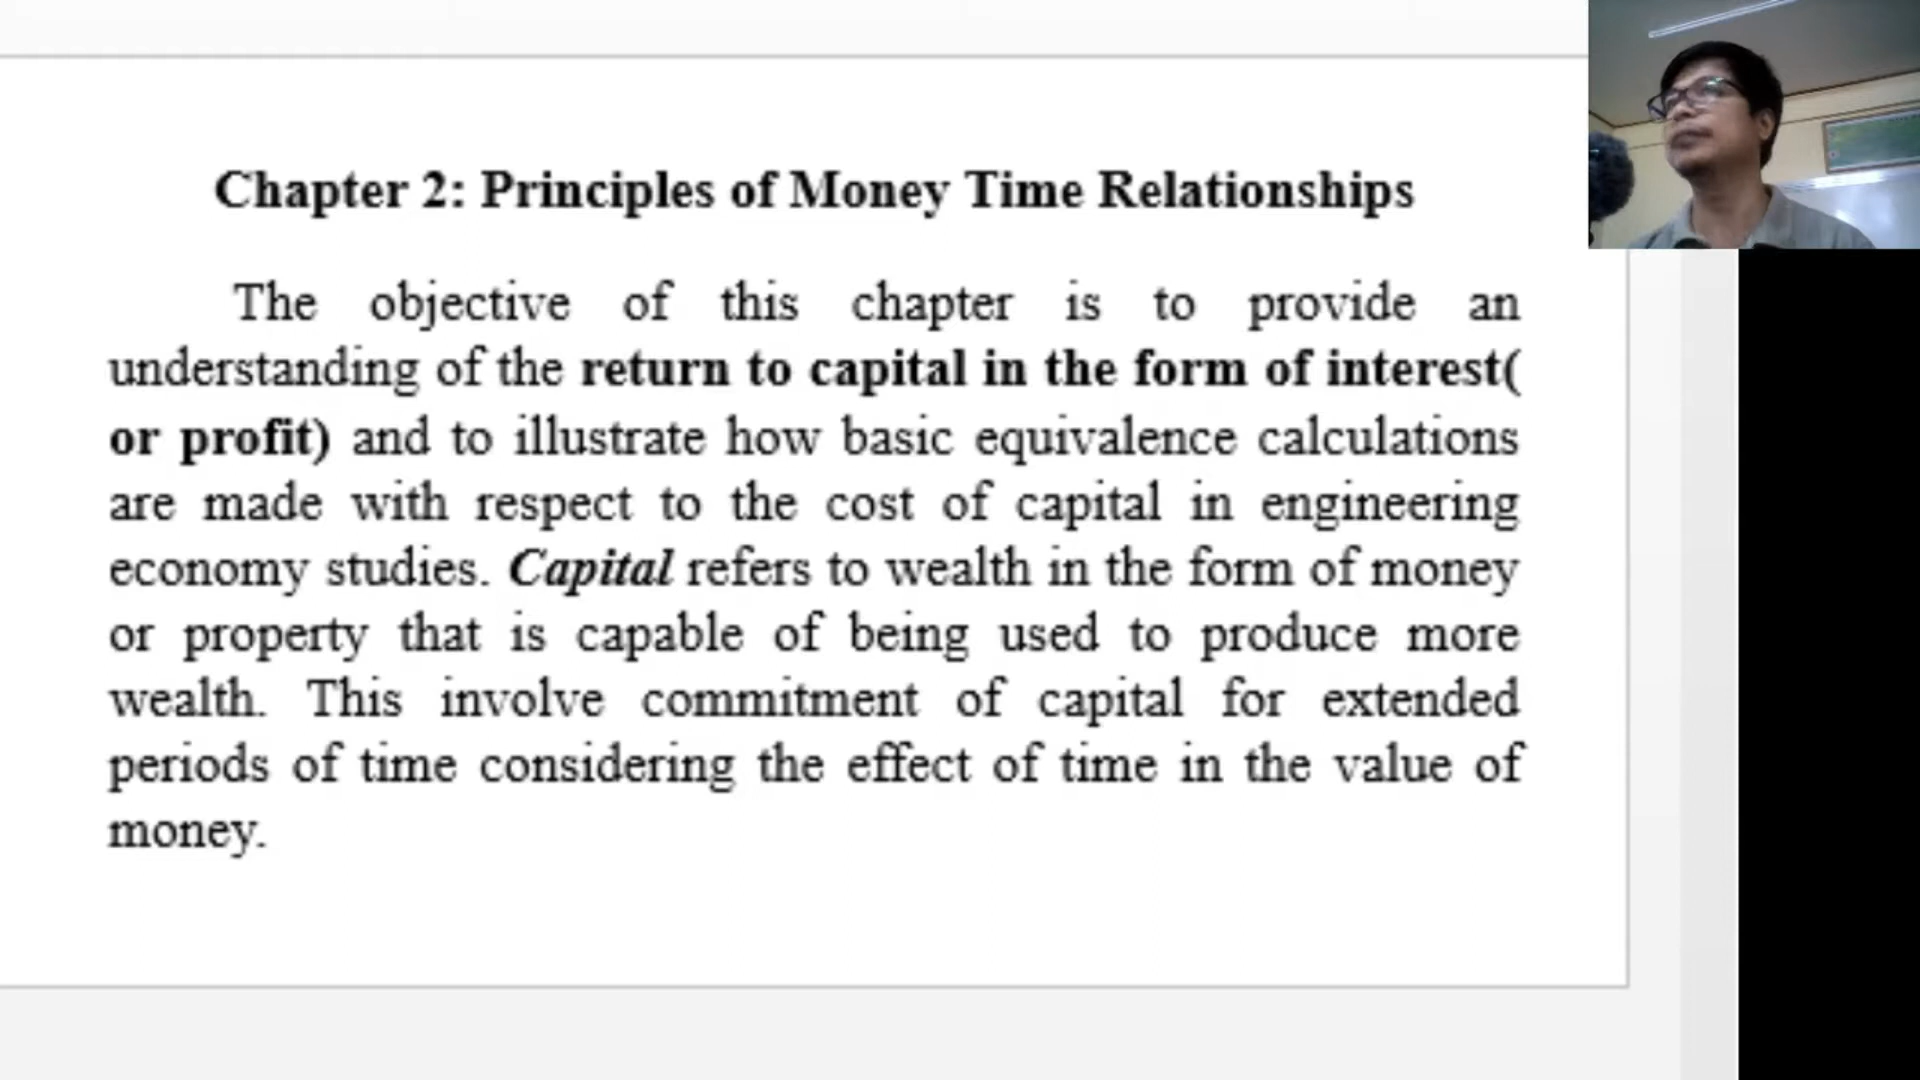 Chapter 2: Principles of Money Time Relationships
The objective of this chapter is to provide an
understanding of the return to capital in the form of interest(
or profit) and to illustrate how basic equivalence calculations
are made with respect to the cost of capital in engineering
economy studies. Capital refers to wealth in the form of money
or property that is capable of being used to produce more
wealth. This involve commitment of capital for extended
periods of time considering the effect of time in the value of
money.